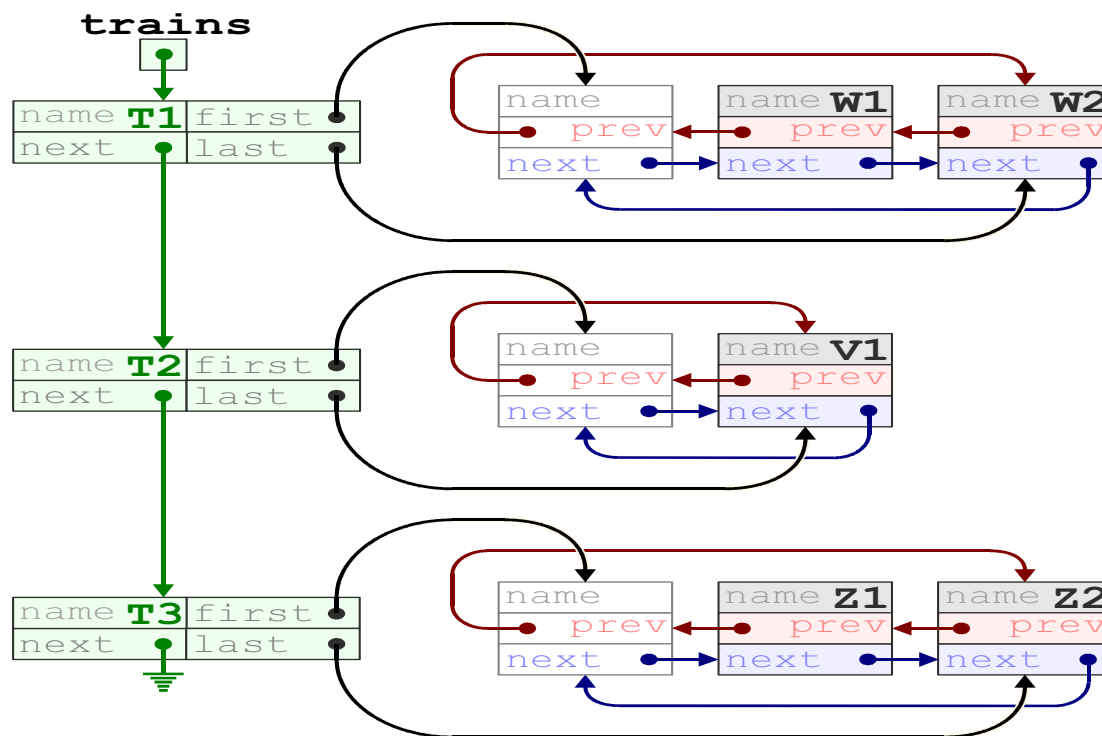 trains
name T1 first name name W1 name W2
prev prev prev
next last next next next
name T2 first name name V1
prev prev
next last next next
name T3 first name name Z1 name Z2
prev prev prev
next last next next next